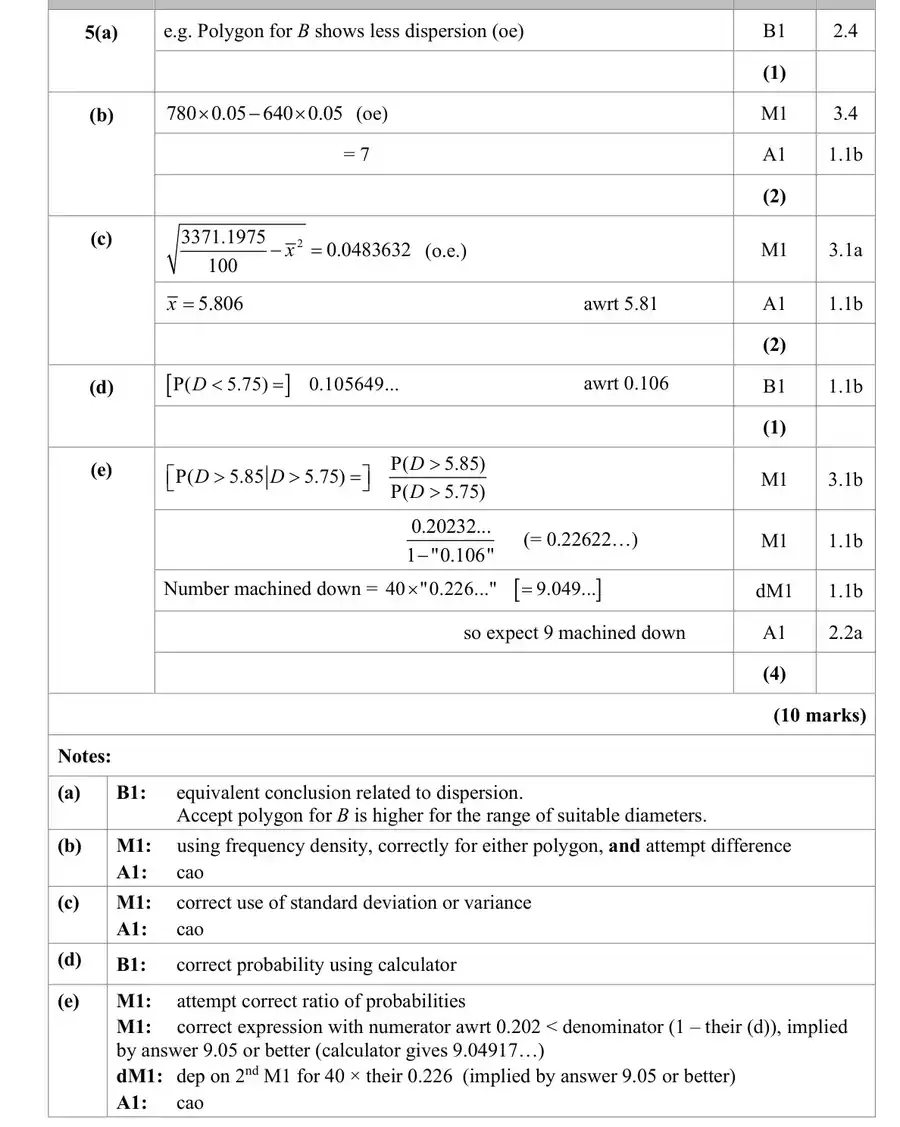 5(a) e.g. Polygon for B shows less dispersion (oe) B1 2.4
(1)
(b) 780×0.05−640×0.05 (oe) M1 3.4
= 7 A1 1.1b
(2)
(c) √(3371.1975/100 − x̄²) = 0.0483632 (o.e.) M1 3.1a
x̄ = 5.806 awrt 5.81 A1 1.1b
(2)
(d) [P(D < 5.75) =] 0.105649... awrt 0.106 B1 1.1b
(1)
(e) [P(D > 5.85|D > 5.75) =] P(D > 5.85)/P(D > 5.75) M1 3.1b
0.20232.../1−"0.106" (= 0.22622…) M1 1.1b
Number machined down = 40×"0.226..." [= 9.049...] dM1 1.1b
so expect 9 machined down A1 2.2a
(4)
(10 marks)
Notes:
(a) B1: equivalent conclusion related to dispersion.
Accept polygon for B is higher for the range of suitable diameters.
(b) M1: using frequency density, correctly for either polygon, and attempt difference
A1: cao
(c) M1: correct use of standard deviation or variance
A1: cao
(d) B1: correct probability using calculator
(e) M1: attempt correct ratio of probabilities
M1: correct expression with numerator awrt 0.202 < denominator (1 – their (d)), implied
by answer 9.05 or better (calculator gives 9.04917…)
dM1: dep on 2nd M1 for 40 × their 0.226 (implied by answer 9.05 or better)
A1: cao